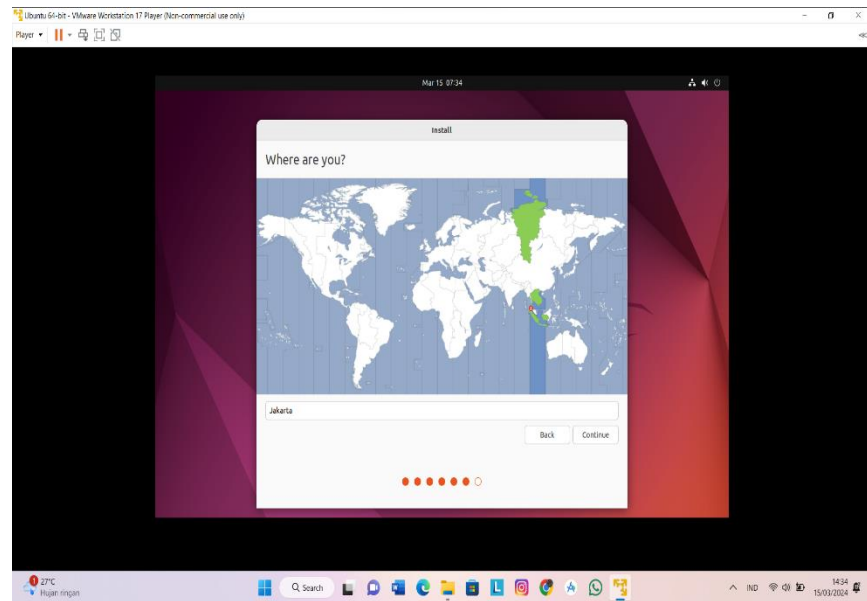 Ubuntu 64-bit - VMware Workstation 17 Player (Non-commercial use only)
Player
Mar 15 07:34
Install
Where are you?
Jakarta
Back
Continue
1
27°C
Hujan ringan
Search
IND
14:34
15/03/2024